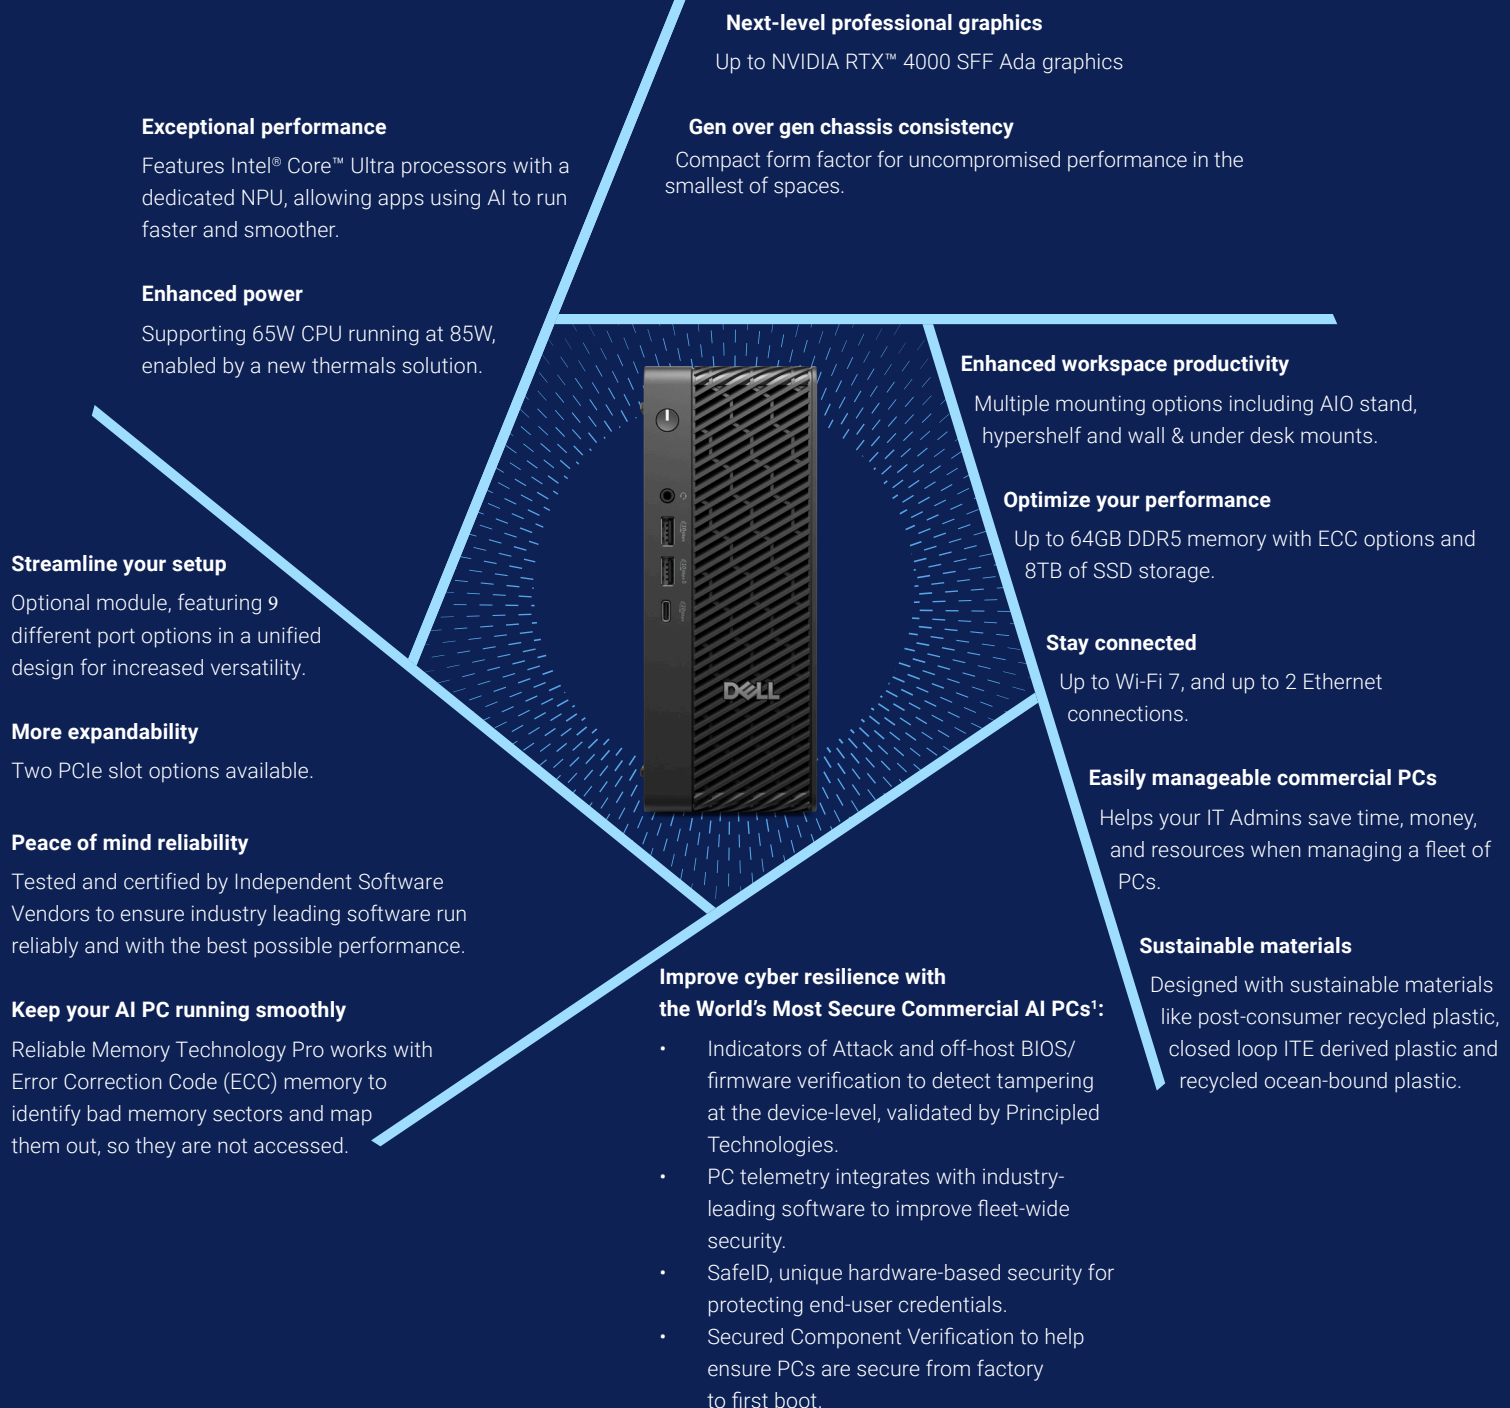 Next-level professional graphics
Up to NVIDIA RTX™ 4000 SFF Ada graphics
Gen over gen chassis consistency
Compact form factor for uncompromised performance in the
smallest of spaces.
Exceptional performance
Features Intel® Core™ Ultra processors with a
dedicated NPU, allowing apps using AI to run
faster and smoother.
Enhanced power
Supporting 65W CPU running at 85W,
enabled by a new thermals solution.
Enhanced workspace productivity
Multiple mounting options including AIO stand,
hypershelf and wall & under desk mounts.
Optimize your performance
Up to 64GB DDR5 memory with ECC options and
8TB of SSD storage.
Stay connected
Up to Wi-Fi 7, and up to 2 Ethernet
connections.
Easily manageable commercial PCs
Helps your IT Admins save time, money,
and resources when managing a fleet of
PCs.
Sustainable materials
Designed with sustainable materials
like post-consumer recycled plastic,
closed loop ITE derived plastic and
recycled ocean-bound plastic.
DELL
Streamline your setup
Optional module, featuring 9
different port options in a unified
design for increased versatility.
More expandability
Two PCIe slot options available.
Peace of mind reliability
Tested and certified by Independent Software
Vendors to ensure industry leading software run
reliably and with the best possible performance.
Keep your AI PC running smoothly
Reliable Memory Technology Pro works with
Error Correction Code (ECC) memory to
identify bad memory sectors and map
them out, so they are not accessed.
Improve cyber resilience with
the World's Most Secure Commercial AI PCs¹:
• Indicators of Attack and off-host BIOS/
firmware verification to detect tampering
at the device-level, validated by Principled
Technologies.
• PC telemetry integrates with industry-
leading software to improve fleet-wide
security.
• SafeID, unique hardware-based security for
protecting end-user credentials.
• Secured Component Verification to help
ensure PCs are secure from factory
to first boot.